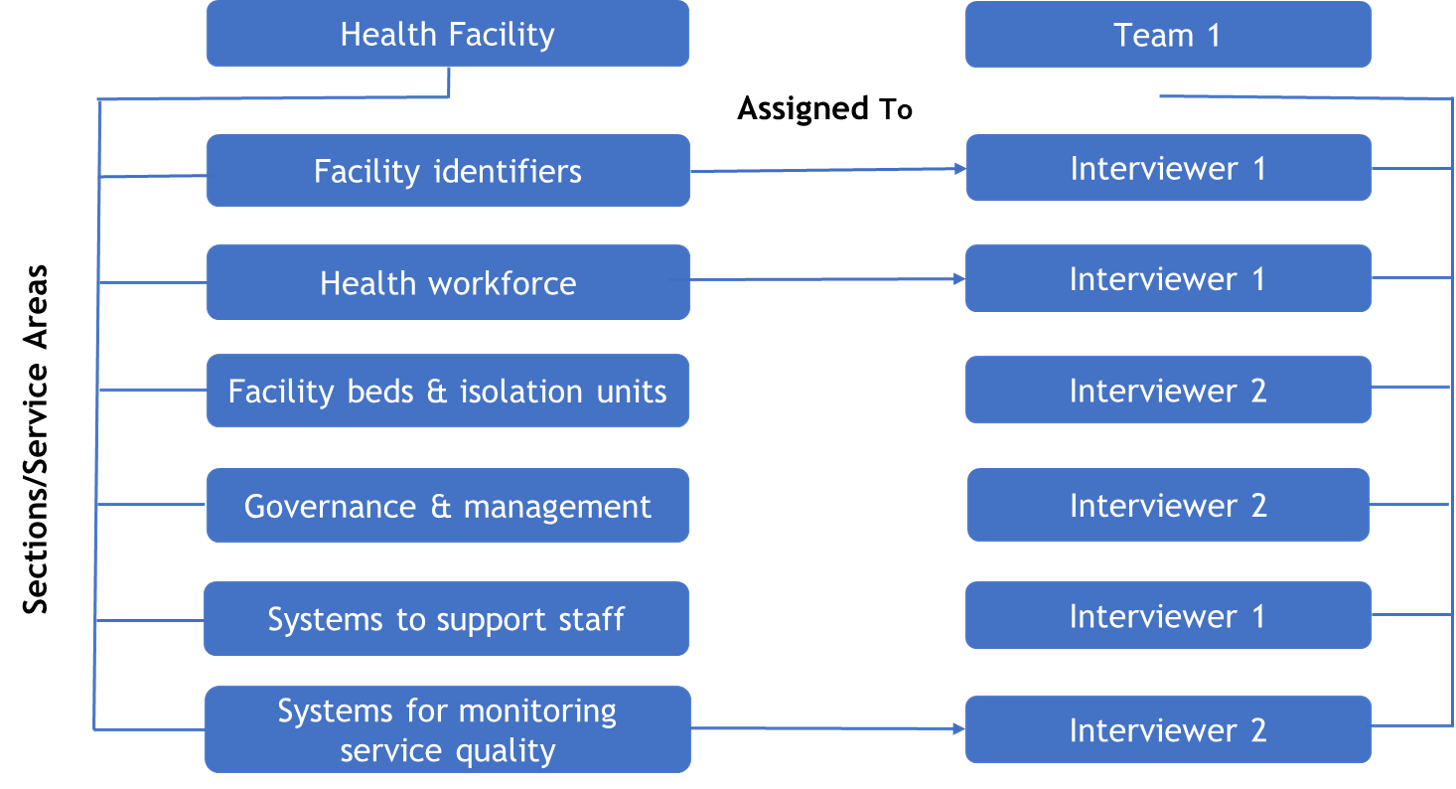 Health Facility
Team 1
Assigned To
Sections/Service Areas
Facility identifiers
Interviewer 1
Health workforce
Interviewer 1
Facility beds & isolation units
Interviewer 2
Governance & management
Interviewer 2
Systems to support staff
Interviewer 1
Systems for monitoring
service quality
Interviewer 2